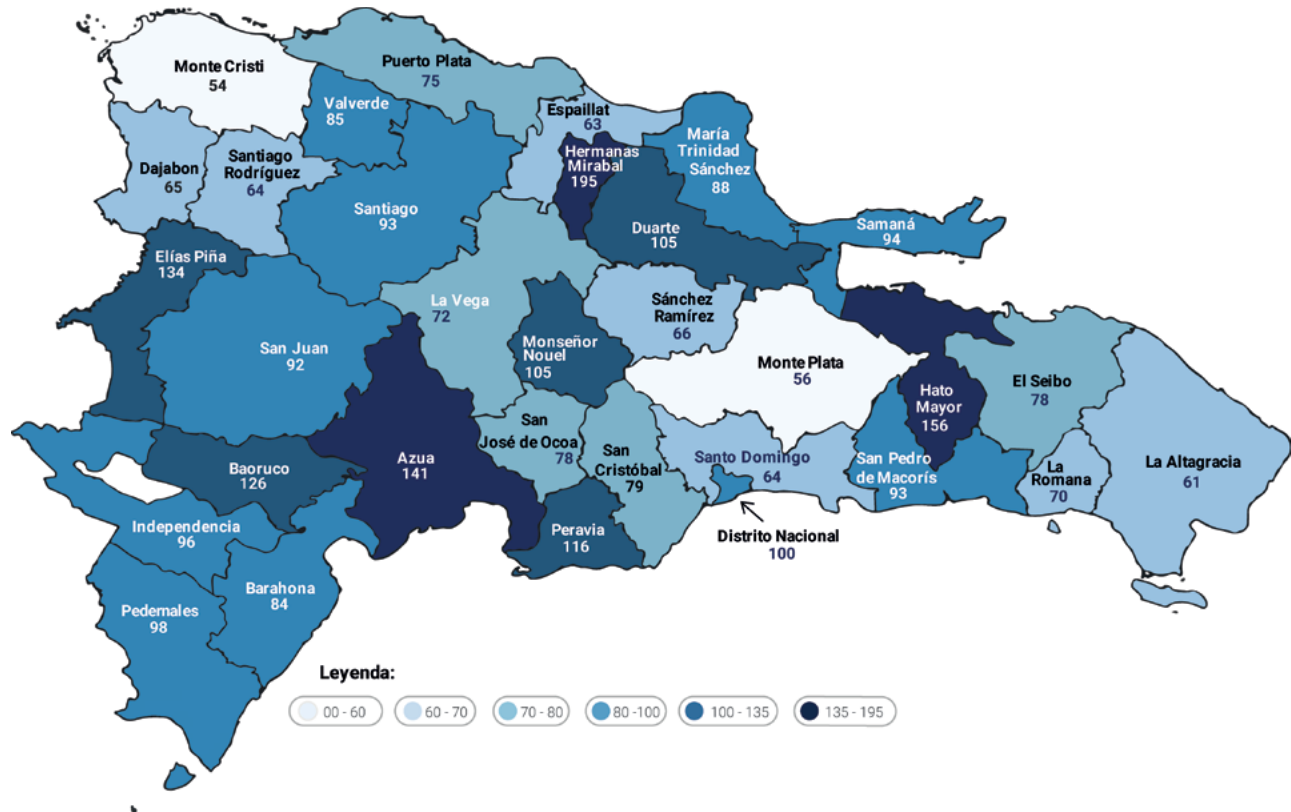 Monte Cristi
54
Puerto Plata
75
Valverde
85
Espaillat
63
María
Trinidad
Sánchez
88
Hermanas
Mirabal
195
Dajabon
65
Santiago
Rodríguez
64
Santiago
93
Duarte
105
Samaná
94
Elías Piña
134
La Vega
72
Sánchez
Ramírez
66
San Juan
92
Monseñor
Nouel
105
Monte Plata
56
Hato
Mayor
156
El Seibo
78
San
José de Ocoa
78
San
Cristóbal
79
Santo Domingo
64
San Pedro
de Macorís
93
La
Romana
70
La Altagracia
61
Azua
141
Baoruco
126
Independencia
96
Peravia
116
Distrito Nacional
100
Barahona
84
Pedernales
98
Leyenda:
00 - 60
60 - 70
70 - 80
80 -100
100 - 135
135 - 195